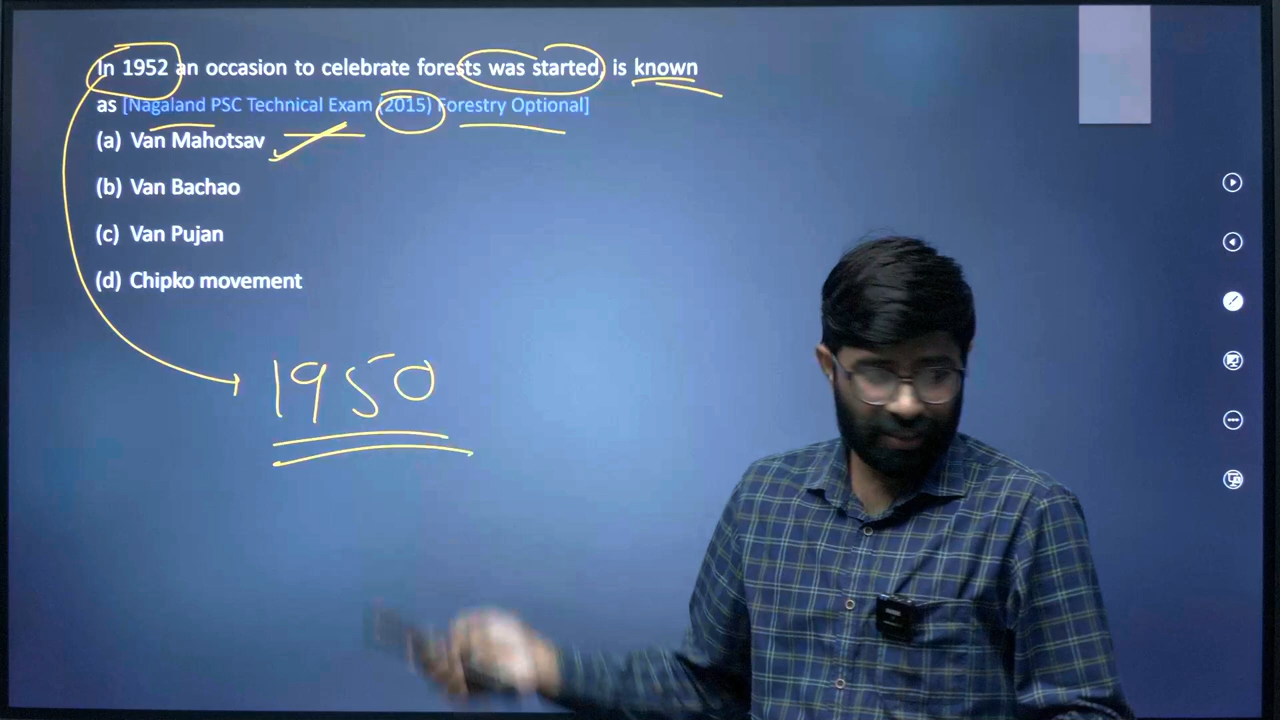 In 1952 an occasion to celebrate forests was started, is known
as [Nagaland PSC Technical Exam (2015) Forestry Optional]
(a) Van Mahotsav
(b) Van Bachao
(c) Van Pujan
(d) Chipko movement
1950